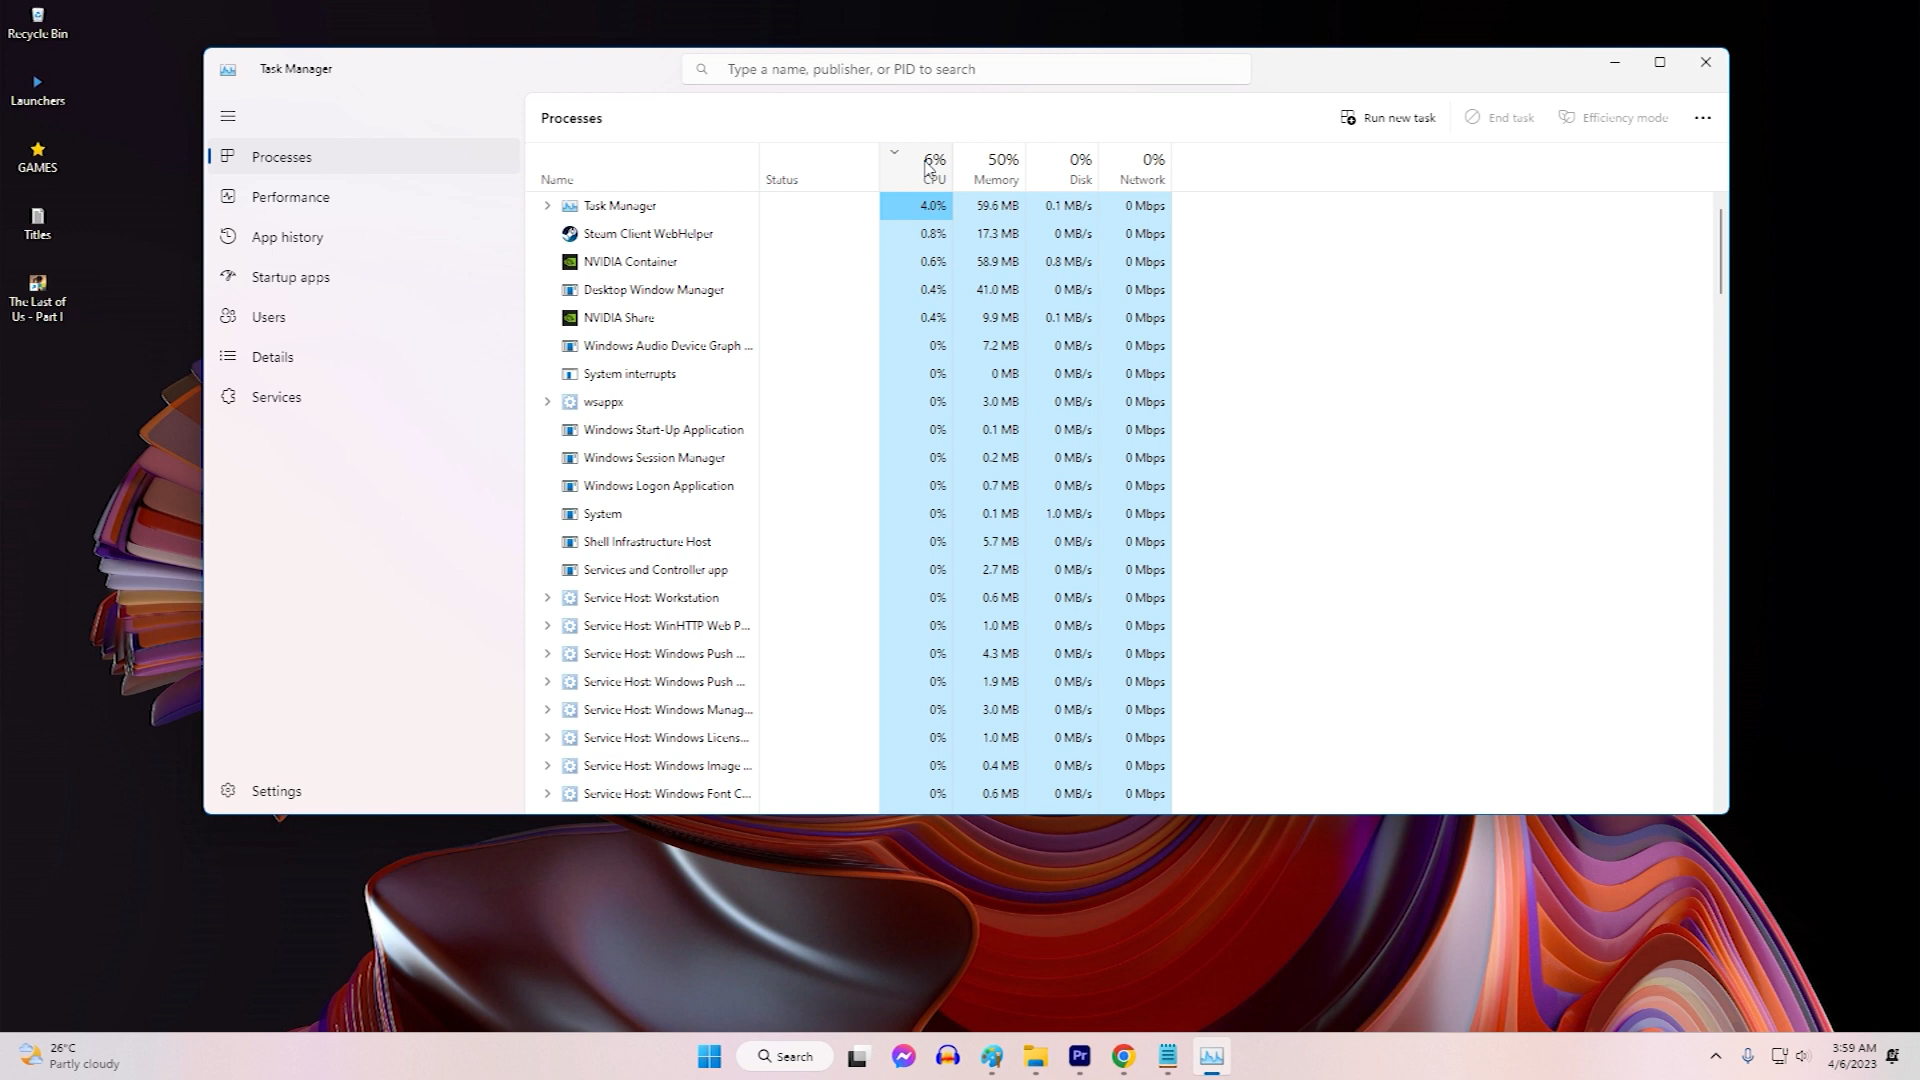 Recycle Bin
Launchers
GAMES
Titles
The Last of
Us - Part I
Task Manager
Type a name, publisher, or PID to search
Processes
Performance
App history
Startup apps
Users
Details
Services
Settings
Processes
Run new task
End task
Efficiency mode
6% 50% 0% 0%
Name Status CPU Memory Disk Network
Task Manager 4.0% 59.6 MB 0.1 MB/s 0 Mbps
Steam Client WebHelper 0.8% 17.3 MB 0 MB/s 0 Mbps
NVIDIA Container 0.6% 58.9 MB 0.8 MB/s 0 Mbps
Desktop Window Manager 0.4% 41.0 MB 0 MB/s 0 Mbps
NVIDIA Share 0.4% 9.9 MB 0.1 MB/s 0 Mbps
Windows Audio Device Graph ... 0% 7.2 MB 0 MB/s 0 Mbps
System interrupts 0% 0 MB 0 MB/s 0 Mbps
wsappx 0% 3.0 MB 0 MB/s 0 Mbps
Windows Start-Up Application 0% 0.1 MB 0 MB/s 0 Mbps
Windows Session Manager 0% 0.2 MB 0 MB/s 0 Mbps
Windows Logon Application 0% 0.7 MB 0 MB/s 0 Mbps
System 0% 0.1 MB 1.0 MB/s 0 Mbps
Shell Infrastructure Host 0% 5.7 MB 0 MB/s 0 Mbps
Services and Controller app 0% 2.7 MB 0 MB/s 0 Mbps
Service Host: Workstation 0% 0.6 MB 0 MB/s 0 Mbps
Service Host: WinHTTP Web P... 0% 1.0 MB 0 MB/s 0 Mbps
Service Host: Windows Push ... 0% 4.3 MB 0 MB/s 0 Mbps
Service Host: Windows Push ... 0% 1.9 MB 0 MB/s 0 Mbps
Service Host: Windows Manag... 0% 3.0 MB 0 MB/s 0 Mbps
Service Host: Windows Licens... 0% 1.0 MB 0 MB/s 0 Mbps
Service Host: Windows Image ... 0% 0.4 MB 0 MB/s 0 Mbps
Service Host: Windows Font C... 0% 0.6 MB 0 MB/s 0 Mbps
26°C
Partly cloudy
Search
Pr
3:59 AM
4/6/2023